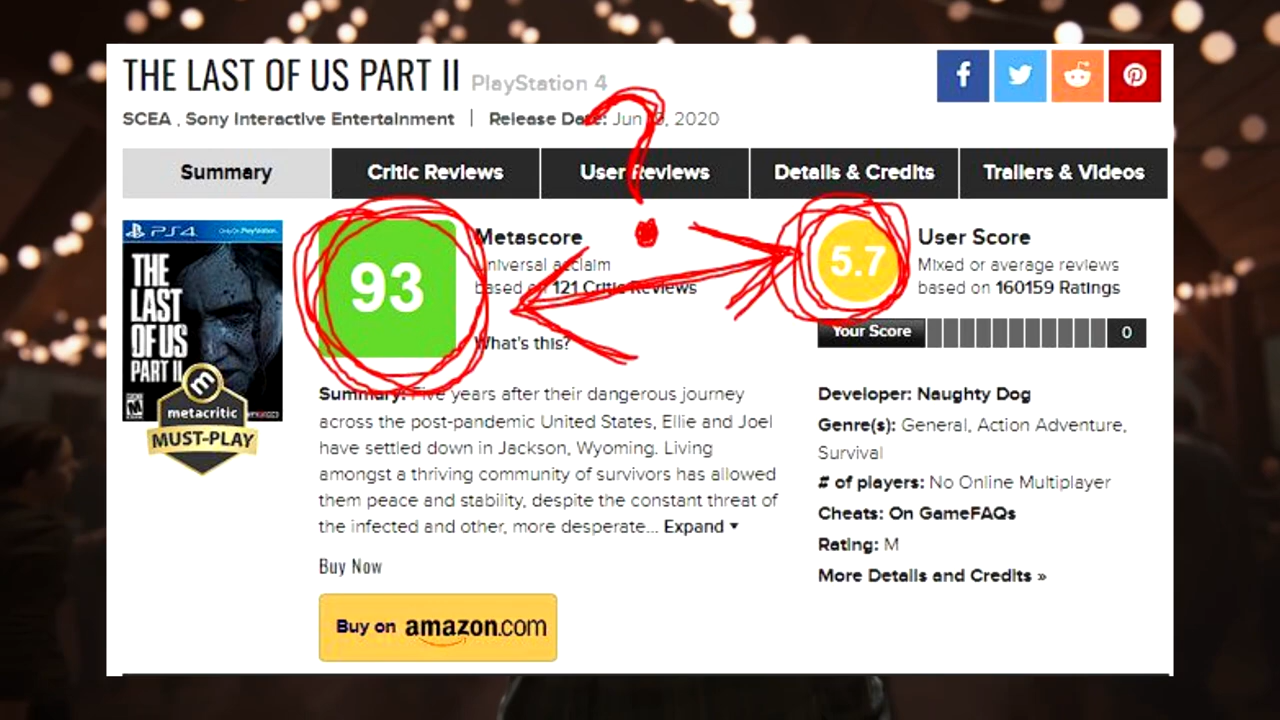 THE LAST OF US PART II PlayStation 4
SCEA , Sony Interactive Entertainment | Release Date: Jun , 2020
Summary Critic Reviews User Reviews Details & Credits Trailers & Videos
PS4
THE
LAST
OF US
PART II
metacritic
MUST-PLAY
93
Metascore
Universal acclaim
based on 121 Critic Reviews
What's this?
?
5.7
User Score
Mixed or average reviews
based on 160159 Ratings
Your Score 0
Summary: Five years after their dangerous journey
across the post-pandemic United States, Ellie and Joel
have settled down in Jackson, Wyoming. Living
amongst a thriving community of survivors has allowed
them peace and stability, despite the constant threat of
the infected and other, more desperate... Expand ▾
Buy Now
Buy on amazon.com
Developer: Naughty Dog
Genre(s): General, Action Adventure,
Survival
# of players: No Online Multiplayer
Cheats: On GameFAQs
Rating: M
More Details and Credits »